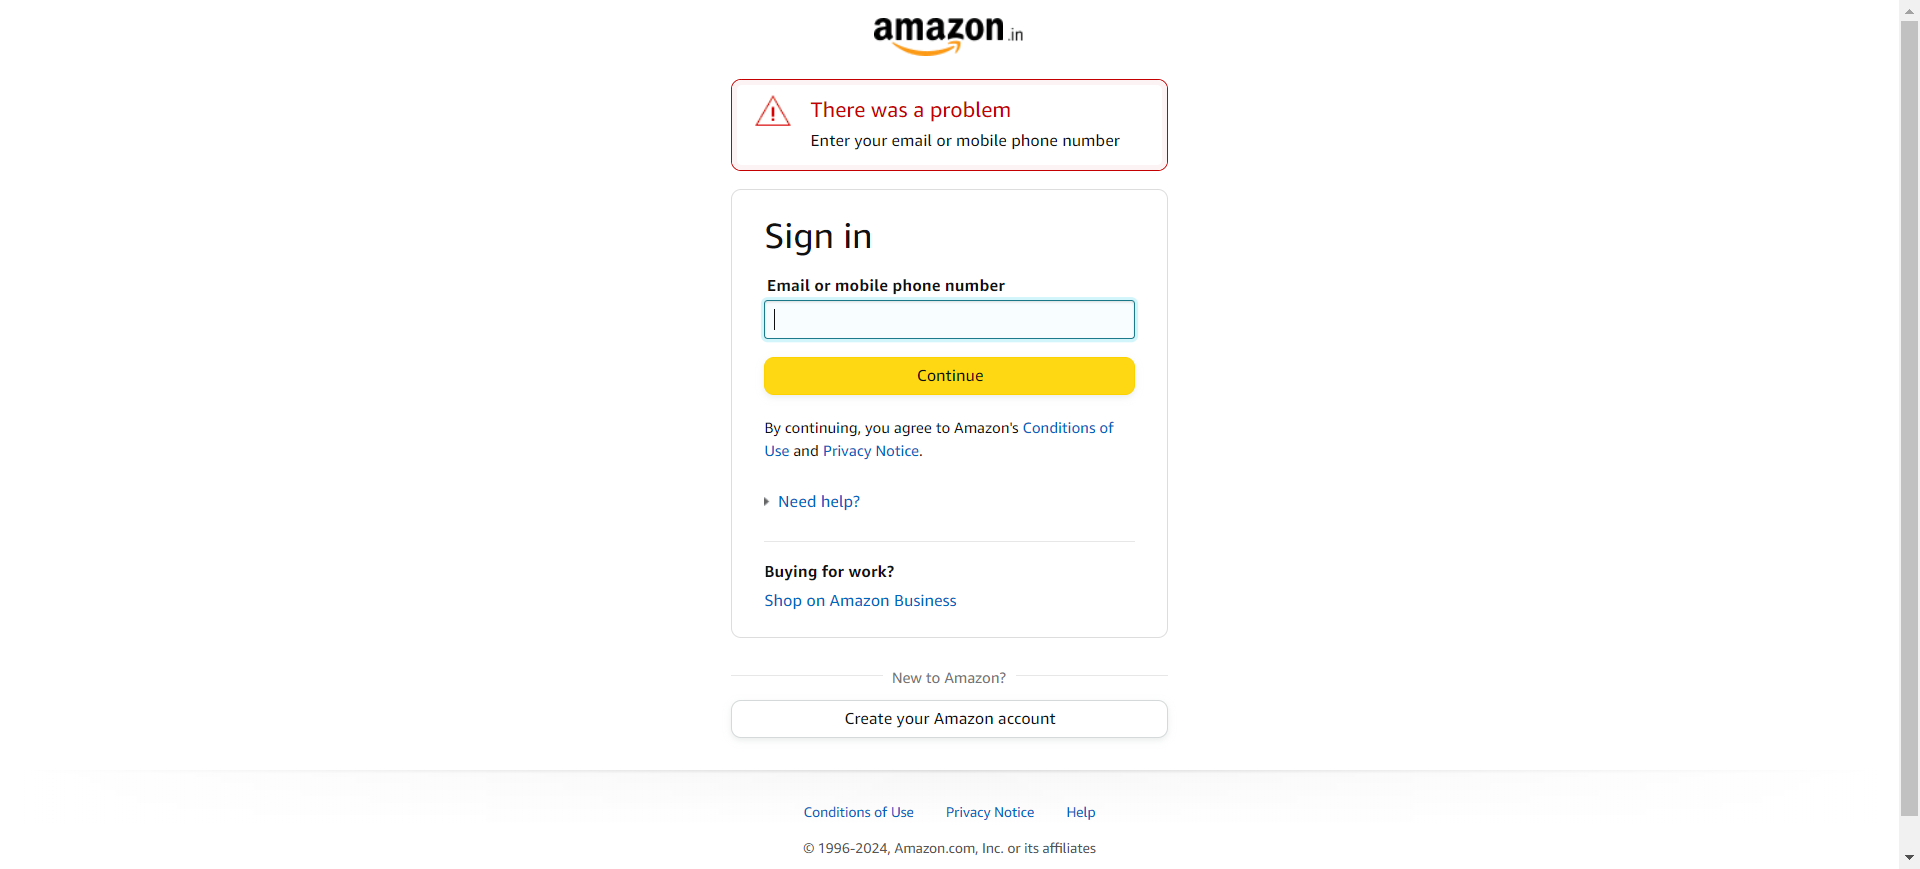 amazon.in
There was a problem
Enter your email or mobile phone number
Sign in
Email or mobile phone number
Continue
By continuing, you agree to Amazon's Conditions of
Use and Privacy Notice.
Need help?
Buying for work?
Shop on Amazon Business
New to Amazon?
Create your Amazon account
Conditions of Use Privacy Notice Help
© 1996-2024, Amazon.com, Inc. or its affiliates